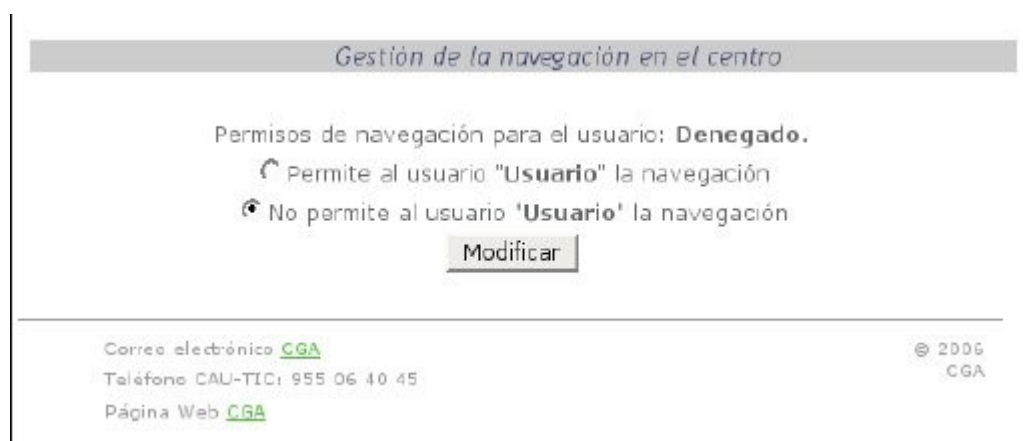 Gestión de la navegación en el centro
Permisos de navegación para el usuario: Denegado.
Permite al usuario "Usuario" la navegación
No permite al usuario 'Usuario' la navegación
Modificar
Correo electrónico CGA
© 2006
Teléfono CAU-TIC: 955 06 40 45
CGA
Página Web CGA